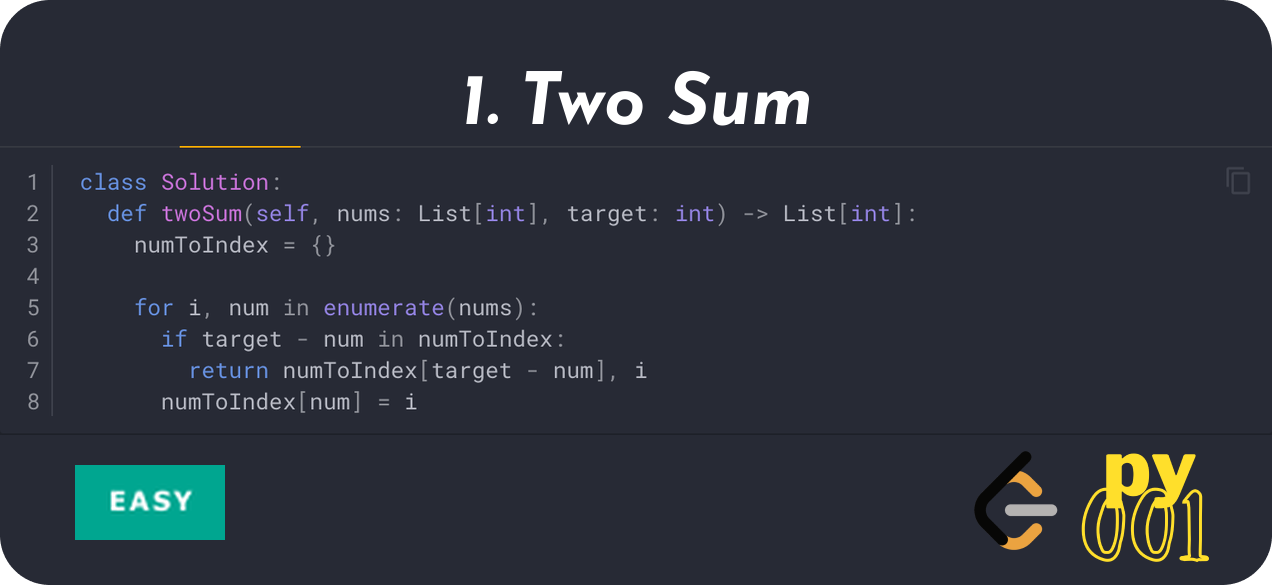 1. Two Sum
1 class Solution:
2   def twoSum(self, nums: List[int], target: int) -> List[int]:
3     numToIndex = {}
4
5     for i, num in enumerate(nums):
6       if target - num in numToIndex:
7         return numToIndex[target - num], i
8       numToIndex[num] = i
EASY
py
001